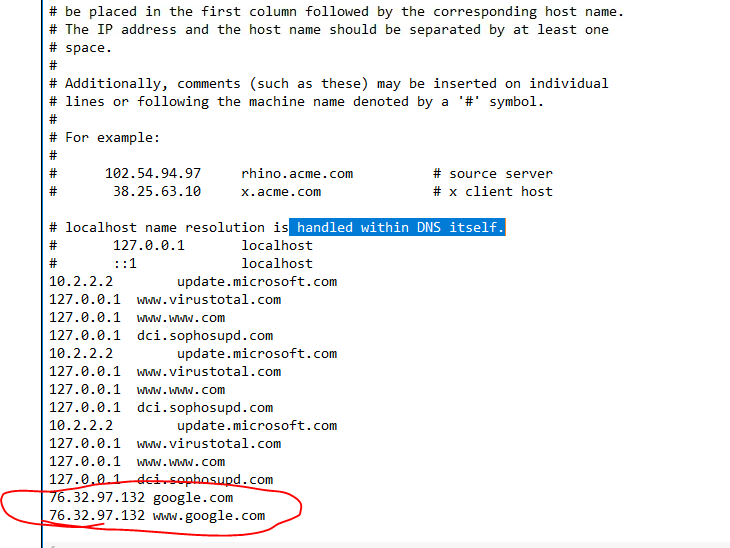 # be placed in the first column followed by the corresponding host name.
# The IP address and the host name should be separated by at least one
# space.
#
# Additionally, comments (such as these) may be inserted on individual
# lines or following the machine name denoted by a '#' symbol.
#
# For example:
#
#      102.54.94.97     rhino.acme.com          # source server
#       38.25.63.10     x.acme.com              # x client host

# localhost name resolution is handled within DNS itself.
#       127.0.0.1       localhost
#       ::1             localhost
10.2.2.2        update.microsoft.com
127.0.0.1  www.virustotal.com
127.0.0.1  www.www.com
127.0.0.1  dci.sophosupd.com
10.2.2.2        update.microsoft.com
127.0.0.1  www.virustotal.com
127.0.0.1  www.www.com
127.0.0.1  dci.sophosupd.com
10.2.2.2        update.microsoft.com
127.0.0.1  www.virustotal.com
127.0.0.1  www.www.com
127.0.0.1  dci.sophosupd.com
76.32.97.132 google.com
76.32.97.132 www.google.com